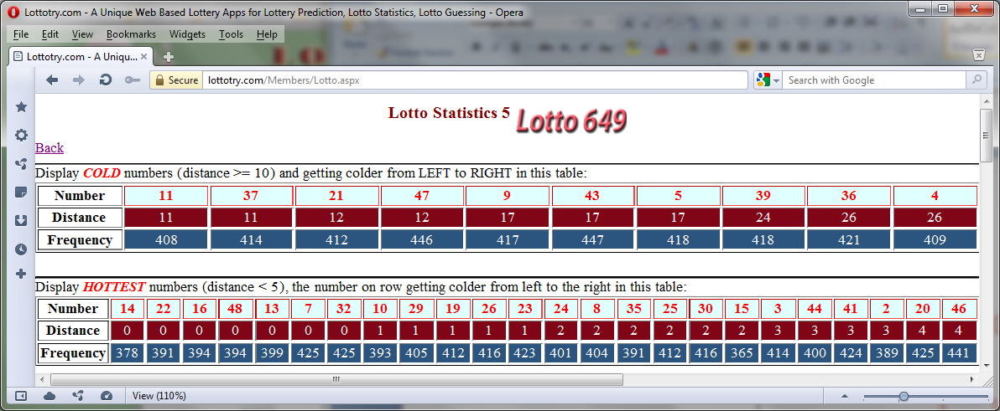 Lottotry.com - A Unique Web Based Lottery Apps for Lottery Prediction, Lotto Statistics, Lotto Guessing - Opera
File Edit View Bookmarks Widgets Tools Help
Lottotry.com - A Uniqu...
Secure lottotry.com/Members/Lotto.aspx Search with Google
Lotto Statistics 5 Lotto 649
Back
Display COLD numbers (distance >= 10) and getting colder from LEFT to RIGHT in this table:
Number 11 37 21 47 9 43 5 39 36 4
Distance 11 11 12 12 17 17 17 24 26 26
Frequency 408 414 412 446 417 447 418 418 421 409
Display HOTTEST numbers (distance < 5), the number on row getting colder from left to the right in this table:
Number 14 22 16 48 13 7 32 10 29 19 26 23 24 8 35 25 30 15 3 44 41 2 20 46
Distance 0 0 0 0 0 0 0 1 1 1 1 1 2 2 2 2 2 2 3 3 3 3 4 4
Frequency 378 391 394 394 399 425 425 393 405 412 416 423 401 404 391 412 416 365 414 400 424 389 425 441
View (110%)